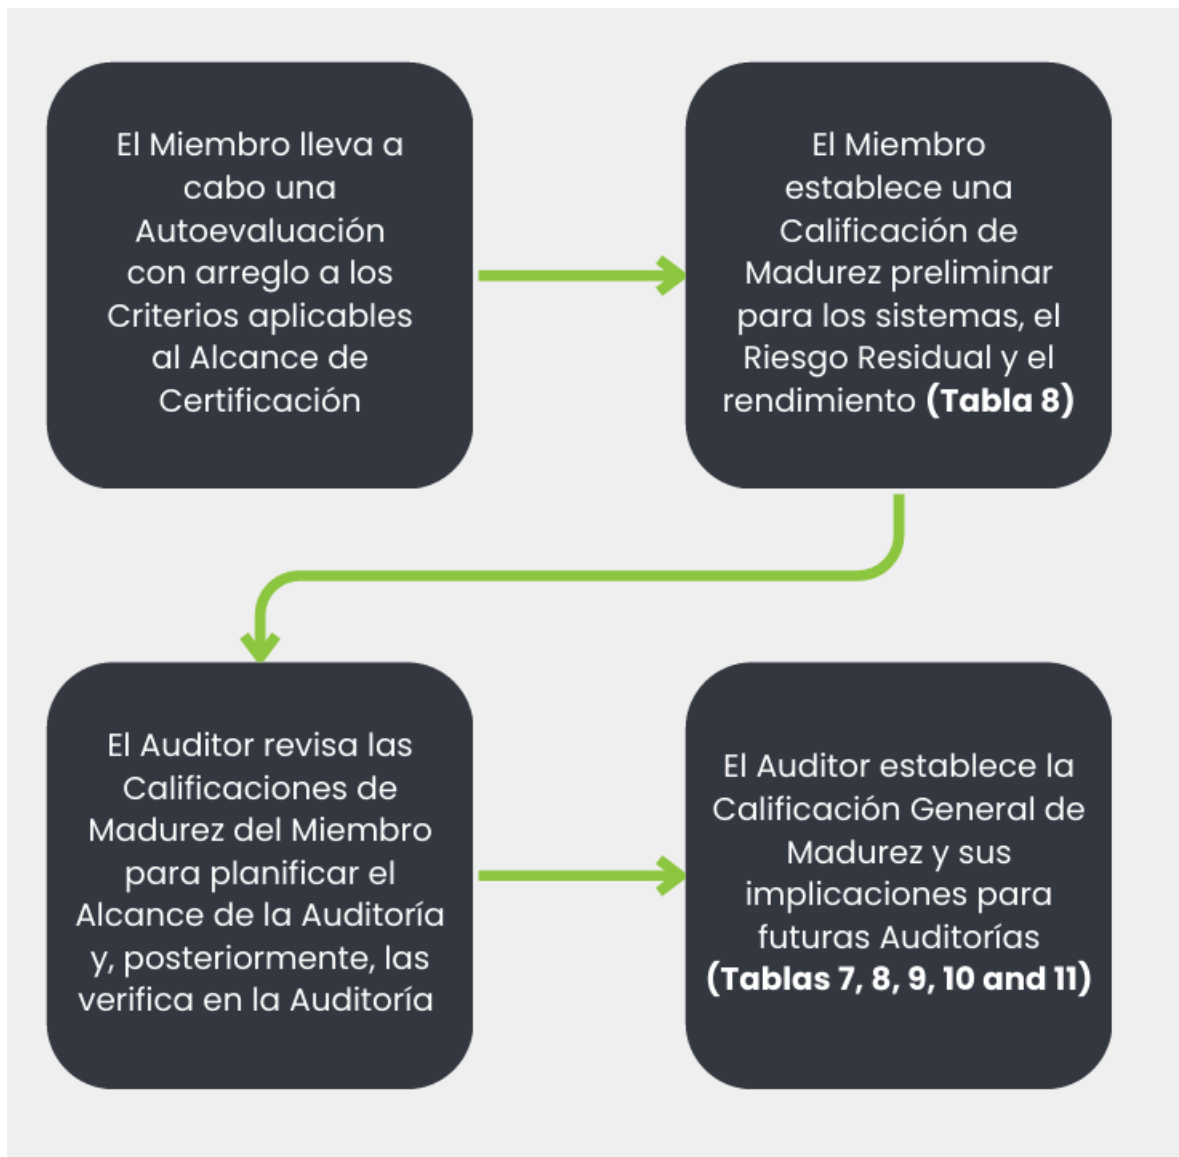 El Miembro lleva a
cabo una
Autoevaluación
con arreglo a los
Criterios aplicables
al Alcance de
Certificación
El Miembro
establece una
Calificación de
Madurez preliminar
para los sistemas, el
Riesgo Residual y el
rendimiento (Tabla 8)
El Auditor revisa las
Calificaciones de
Madurez del Miembro
para planificar el
Alcance de la Auditoría
y, posteriormente, las
verifica en la Auditoría
El Auditor establece la
Calificación General de
Madurez y sus
implicaciones para
futuras Auditorías
(Tablas 7, 8, 9, 10 and 11)